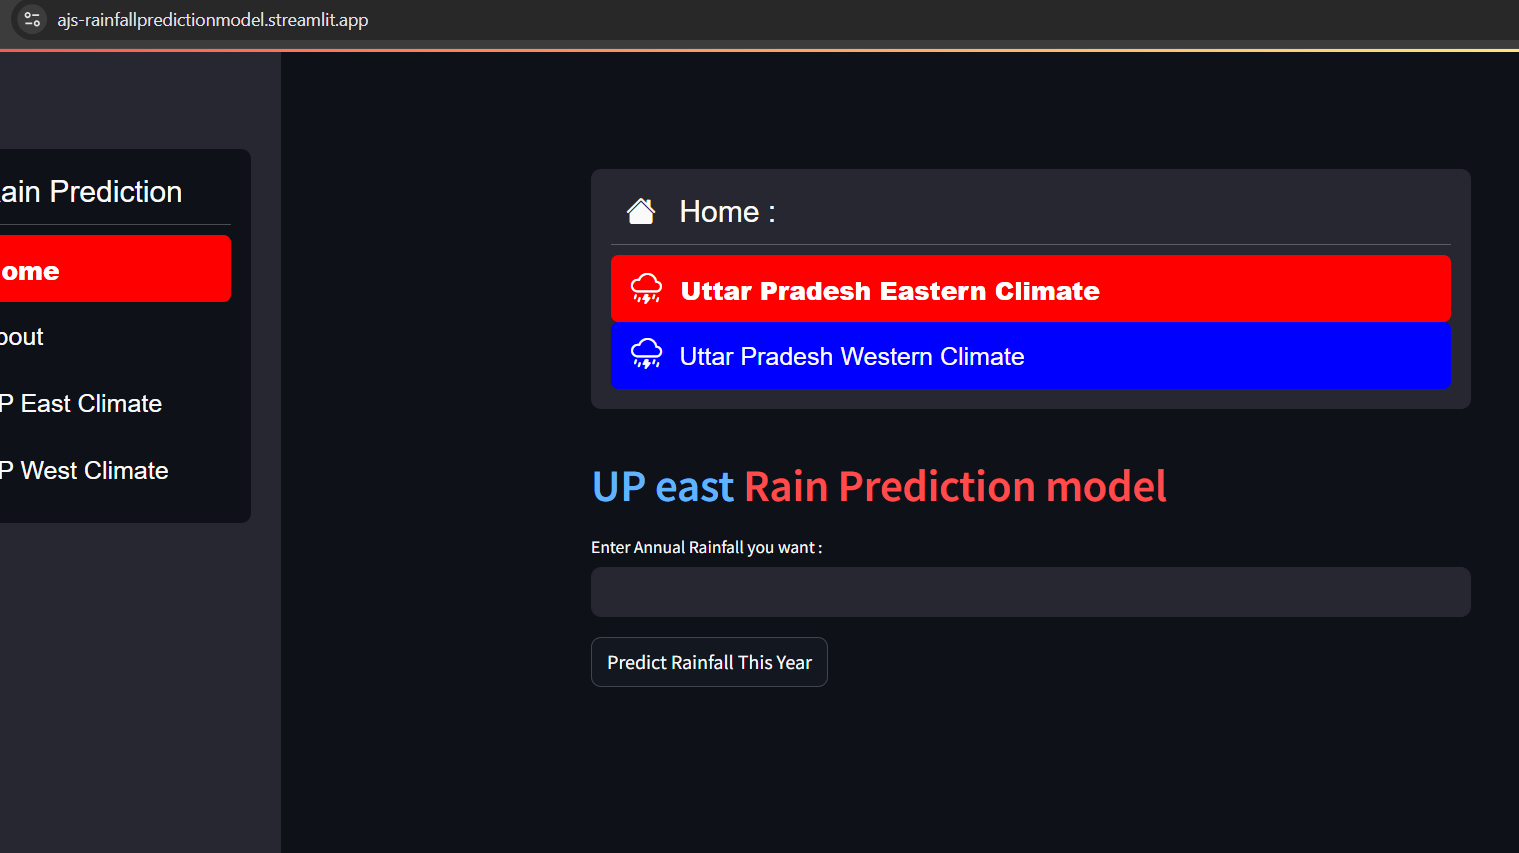 ajs-rainfallpredictionmodel.streamlit.app
ain Prediction
ome
bout
P East Climate
P West Climate
Home :
Uttar Pradesh Eastern Climate
Uttar Pradesh Western Climate
UP east Rain Prediction model
Enter Annual Rainfall you want :
Predict Rainfall This Year